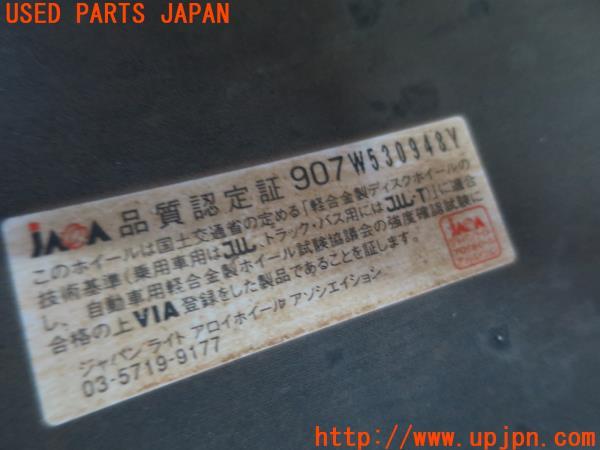 USED PARTS JAPAN
JAWA 品質認定証 907W530948Y
このホイールは国土交通省の定める「軽合金製ディスクホイールの
技術基準(乗用車用はJWL、トラック・バス用にはJWL-T)」に適合
し、自動車用軽合金製ホイール試験協議会の強度確認試験に
合格の上VIA登録をした製品であることを証します。
ジャパン ライト アロイホイール アソシエイション
03-5719-9177
http://www.upjpn.com